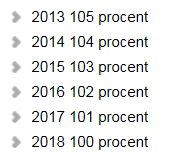 2013 105 procent
2014 104 procent
2015 103 procent
2016 102 procent
2017 101 procent
2018 100 procent